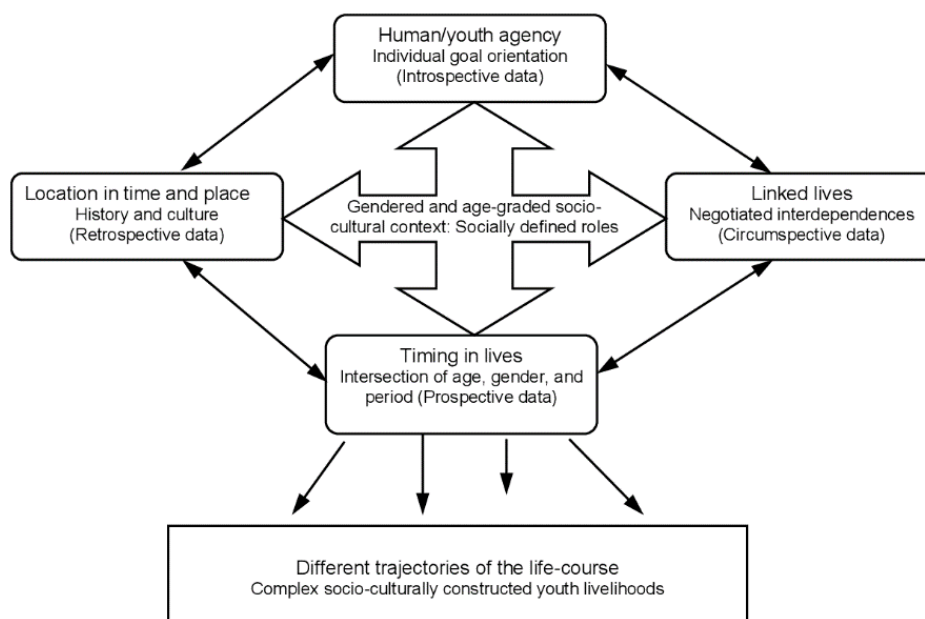 Human/youth agency
Individual goal orientation
(Introspective data)
Location in time and place
History and culture
(Retrospective data)
Gendered and age-graded socio-
cultural context: Socially defined roles
Linked lives
Negotiated interdependences
(Circumspective data)
Timing in lives
Intersection of age, gender, and
period (Prospective data)
Different trajectories of the life-course
Complex socio-culturally constructed youth livelihoods